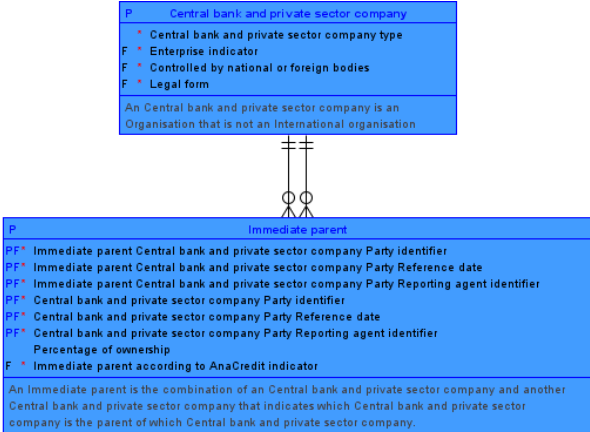 P Central bank and private sector company
* Central bank and private sector company type
F * Enterprise indicator
F * Controlled by national or foreign bodies
F * Legal form
An Central bank and private sector company is an
Organisation that is not an International organisation
P Immediate parent
PF* Immediate parent Central bank and private sector company Party identifier
PF* Immediate parent Central bank and private sector company Party Reference date
PF* Immediate parent Central bank and private sector company Party Reporting agent identifier
PF* Central bank and private sector company Party identifier
PF* Central bank and private sector company Party Reference date
PF* Central bank and private sector company Party Reporting agent identifier
Percentage of ownership
F * Immediate parent according to AnaCredit indicator
An Immediate parent is the combination of an Central bank and private sector company and another
Central bank and private sector company that indicates which Central bank and private sector
company is the parent of which Central bank and private sector company.